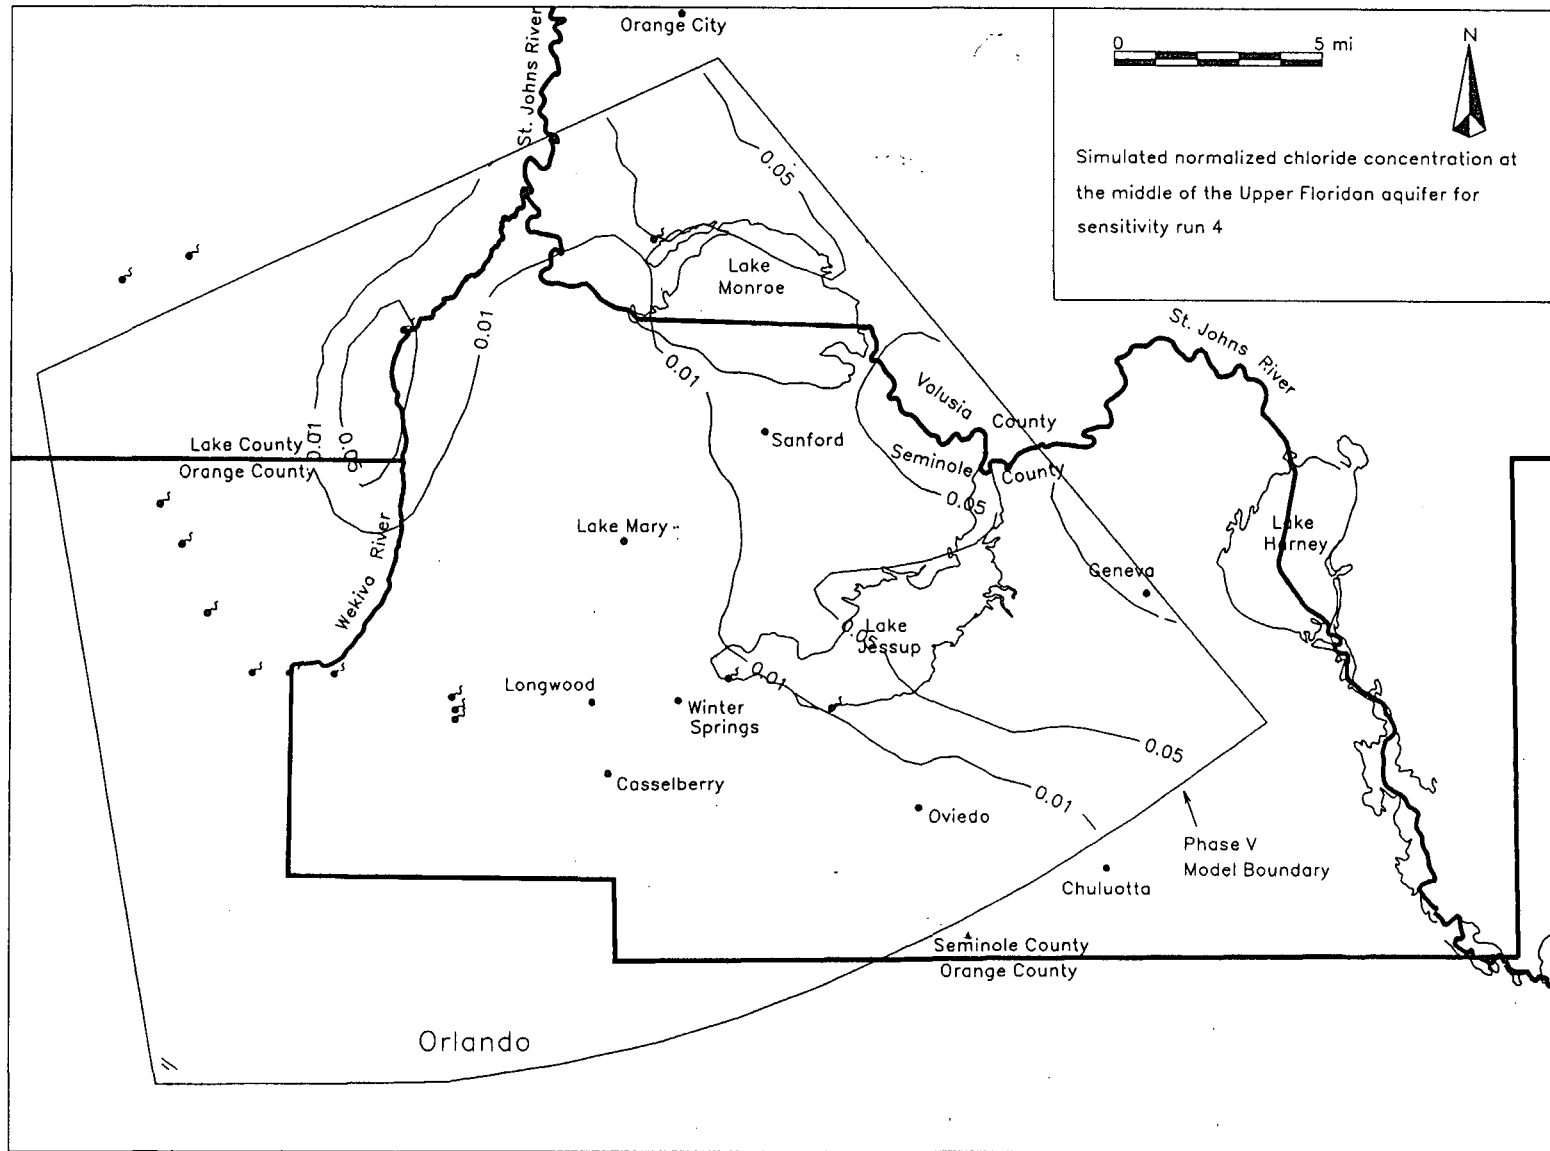 Orange City
St. Johns River
0 5 mi
N
Simulated normalized chloride concentration at
the middle of the Upper Floridan aquifer for
sensitivity run 4
0.05
Lake
Monroe
0.01
0.01
St. Johns River
Volusia County
Seminole County
Sanford
Lake County
Orange County
0.01
0.05
0.05
Lake Mary
Lake
Harney
Wekiva River
Geneva
0.05
Lake
Jessup
0.01
Longwood
Winter
Springs
0.05
Casselberry
0.01
Oviedo
Phase V
Model Boundary
Chuluotta
Seminole County
Orange County
Orlando